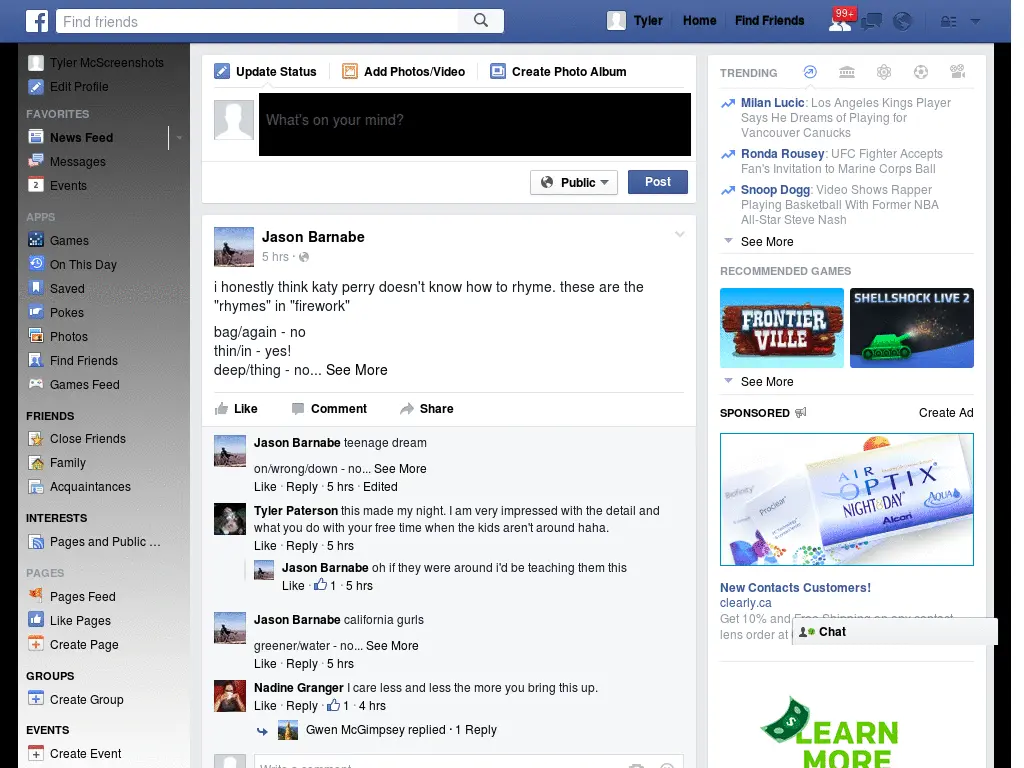 f
Find friends
Tyler
Home
Find Friends
99+
Tyler McScreenshots
Edit Profile
FAVORITES
News Feed
Messages
2
Events
APPS
Games
On This Day
Saved
Pokes
Photos
Find Friends
Games Feed
FRIENDS
Close Friends
Family
Acquaintances
INTERESTS
Pages and Public ...
PAGES
Pages Feed
Like Pages
Create Page
GROUPS
Create Group
EVENTS
Create Event
Update Status
Add Photos/Video
Create Photo Album
What's on your mind?
Public
Post
Jason Barnabe
5 hrs ·
i honestly think katy perry doesn't know how to rhyme. these are the
"rhymes" in "firework"
bag/again - no
thin/in - yes!
deep/thing - no... See More
Like
Comment
Share
Jason Barnabe teenage dream
on/wrong/down - no... See More
Like · Reply · 5 hrs · Edited
Tyler Paterson this made my night. I am very impressed with the detail and
what you do with your free time when the kids aren't around haha.
Like · Reply · 5 hrs
Jason Barnabe oh if they were around i'd be teaching them this
Like · 1 · 5 hrs
Jason Barnabe california gurls
greener/water - no... See More
Like · Reply · 5 hrs
Nadine Granger I care less and less the more you bring this up.
Like · Reply · 1 · 4 hrs
Gwen McGimpsey replied · 1 Reply
Write a comment...
TRENDING
Milan Lucic: Los Angeles Kings Player
Says He Dreams of Playing for
Vancouver Canucks
Ronda Rousey: UFC Fighter Accepts
Fan's Invitation to Marine Corps Ball
Snoop Dogg: Video Shows Rapper
Playing Basketball With Former NBA
All-Star Steve Nash
See More
RECOMMENDED GAMES
FRONTIER
VILLE
SHELLSHOCK LIVE 2
See More
SPONSORED
Create Ad
Biofinity
Proclear
AIR
OPTIX
NIGHT&DAY
AQUA
Alcon
New Contacts Customers!
clearly.ca
Get 10% and Free Shipping on any contact
lens order at
Chat
$
LEARN
MORE